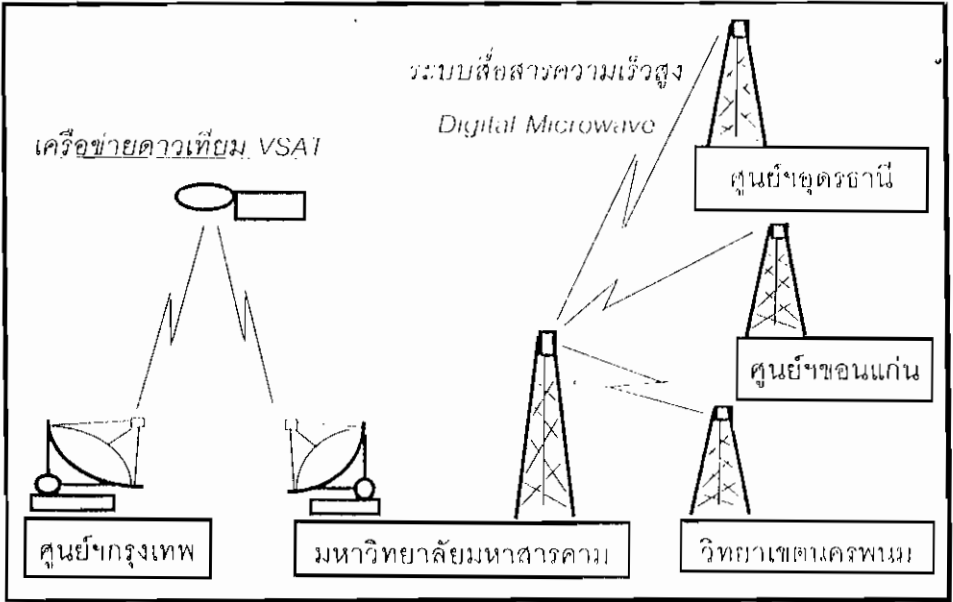 ระบบสื่อสารความเร็วสูง
Digital Microwave
เครือข่ายดาวเทียม VSAT
ศูนย์ฯอุดรธานี
ศูนย์ฯขอนแก่น
ศูนย์ฯกรุงเทพ
มหาวิทยาลัยมหาสารคาม
วิทยาเขตนครพนม